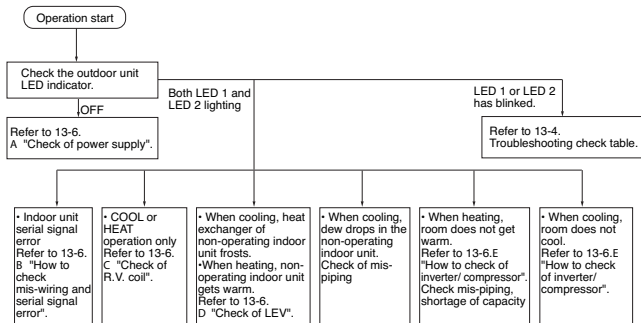 Operation start
Check the outdoor unit
LED indicator.
OFF
Both LED 1 and
LED 2 lighting
LED 1 or LED 2
has blinked.
Refer to 13-6.
A "Check of power supply".
Refer to 13-4.
Troubleshooting check table.
• Indoor unit
serial signal
error
Refer to 13-6.
B "How to
check
mis-wiring and
serial signal
error".
• COOL or
HEAT
operation only
Refer to 13-6.
C "Check of
R.V. coil".
• When cooling, heat
exchanger of
non-operating indoor
unit frosts.
•When heating, non-
operating indoor unit
gets warm.
Refer to 13-6.
D "Check of LEV".
• When cooling,
dew drops in the
non-operating
indoor unit.
Check of mis-
piping
• When heating,
room does not get
warm.
Refer to 13-6.E
"How to check of
inverter/ compressor".
Check mis-piping,
shortage of capacity
• When cooling,
room does not
cool.
Refer to 13-6.E
"How to check
of inverter/
compressor".